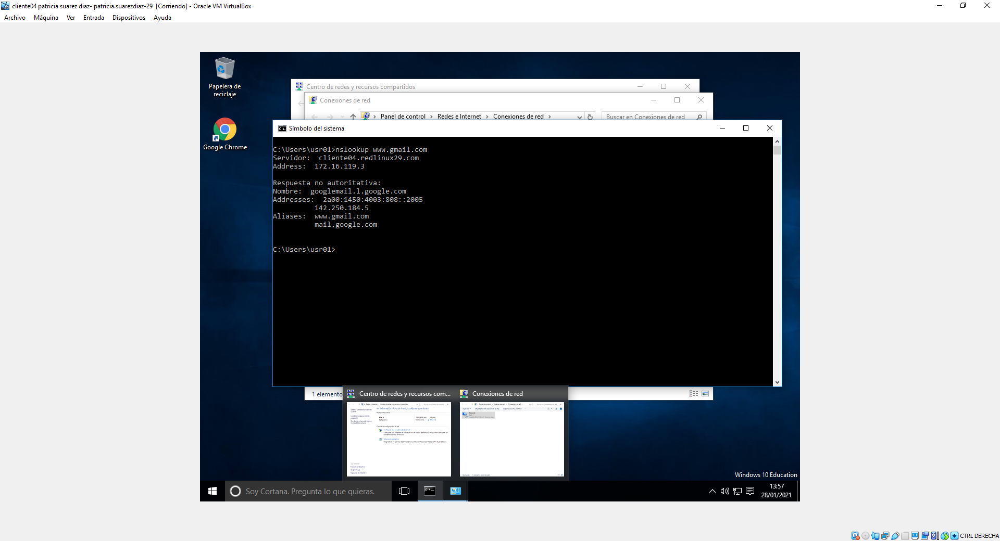 cliente04 patricia suarez diaz- patricia.suarezdiaz-29 [Corriendo] - Oracle VM VirtualBox
Archivo Máquina Ver Entrada Dispositivos Ayuda
Papelera de
reciclaje
Google Chrome
Centro de redes y recursos compartidos
Conexiones de red
Panel de control > Redes e Internet > Conexiones de red >
Buscar en Conexiones de red
Símbolo del sistema
C:\Users\usr01>nslookup www.gmail.com
Servidor: cliente04.redlinux29.com
Address: 172.16.119.3
Respuesta no autoritativa:
Nombre: googlemail.l.google.com
Addresses: 2a00:1450:4003:808::2005
142.250.184.5
Aliases: www.gmail.com
mail.google.com
C:\Users\usr01>
1 elemento
Centro de redes y recursos com...
Conexiones de red
Windows 10 Education
Soy Cortana. Pregunta lo que quieras.
13:57
28/01/2021
CTRL DERECHA